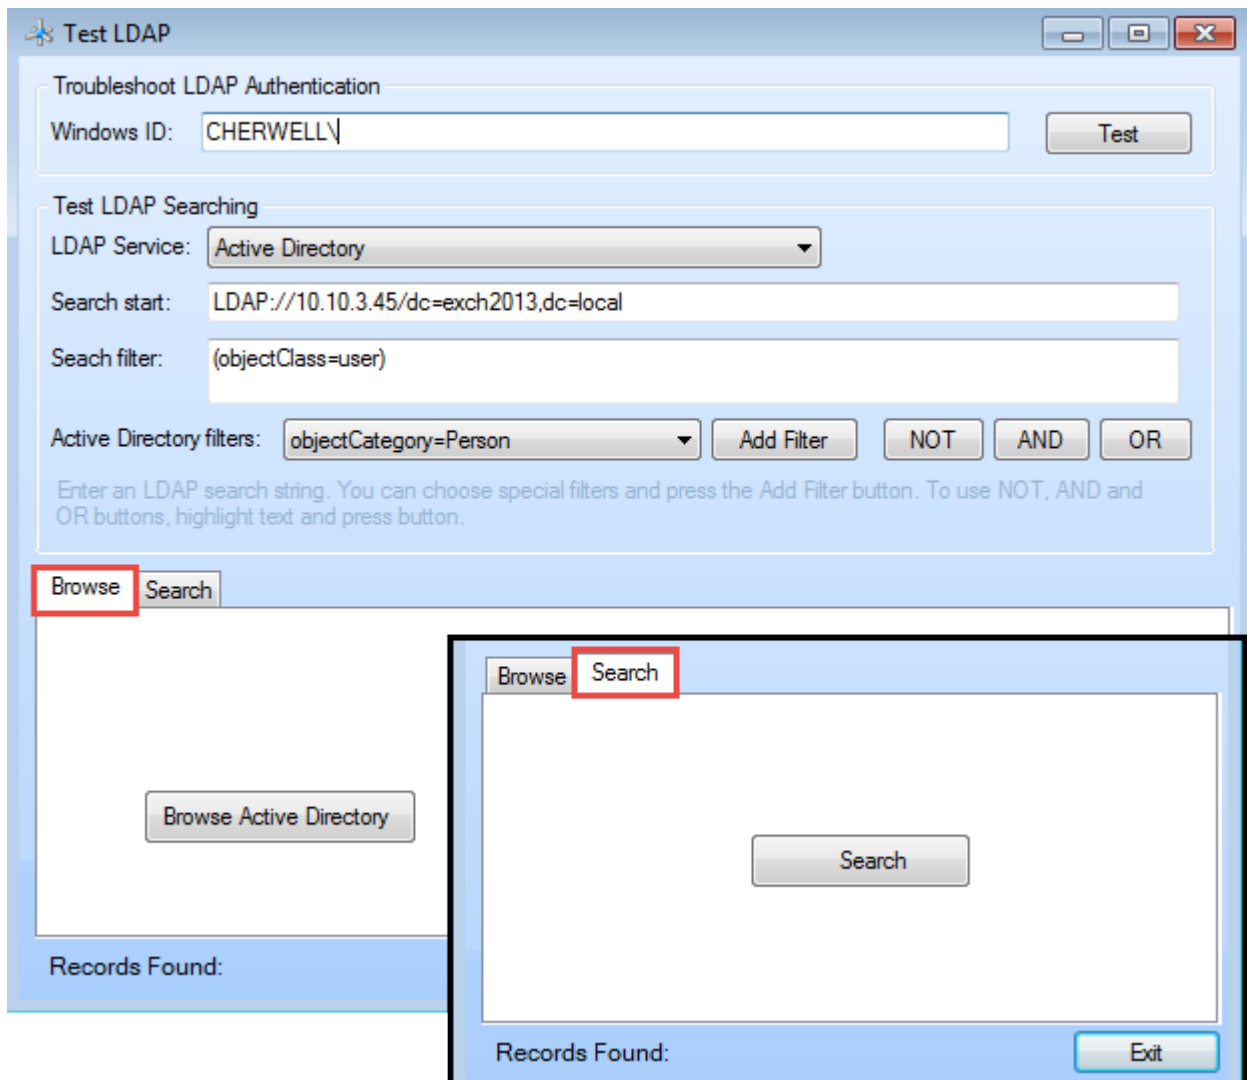 Test LDAP
Troubleshoot LDAP Authentication
Windows ID: CHERWELL\ Test
Test LDAP Searching
LDAP Service: Active Directory
Search start: LDAP://10.10.3.45/dc=exch2013,dc=local
Seach filter: (objectClass=user)
Active Directory filters: objectCategory=Person Add Filter NOT AND OR
Enter an LDAP search string. You can choose special filters and press the Add Filter button. To use NOT, AND and
OR buttons, highlight text and press button.
Browse Search
Browse Active Directory
Records Found:
Browse Search
Search
Records Found: Exit